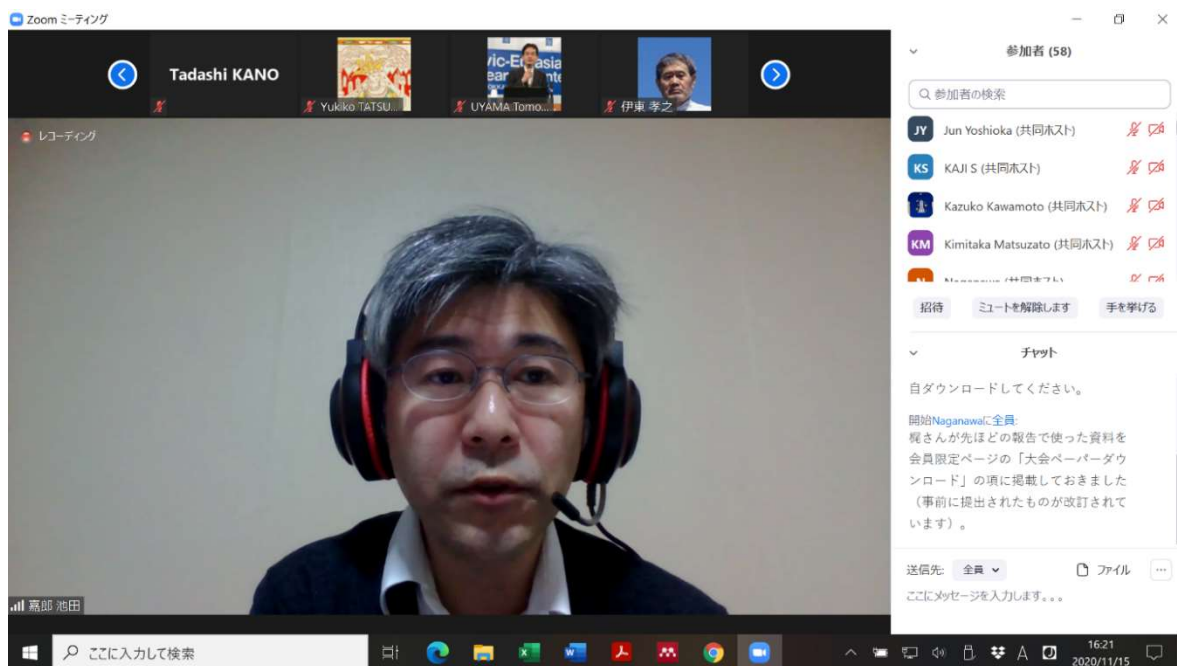 Zoom ミーティング
Tadashi KANO
Yukiko TATSU...
UYAMA Tomo...
伊東 孝之
レコーディング
嘉郎 池田
参加者 (58)
参加者の検索
JY Jun Yoshioka (共同ホスト)
KS KAJI S (共同ホスト)
Kazuko Kawamoto (共同ホスト)
KM Kimitaka Matsuzato (共同ホスト)
招待 ミュートを解除します 手を挙げる
チャット
自ダウンロードしてください。
開始Naganawaに全員:
梶さんが先ほどの報告で使った資料を
会員限定ページの「大会ペーパーダウ
ンロード」の項に掲載しておきました
（事前に提出されたものが改訂されて
います）。
送信先: 全員 ファイル ...
ここにメッセージを入力します。。。
ここに入力して検索
A
16:21
2020/11/15